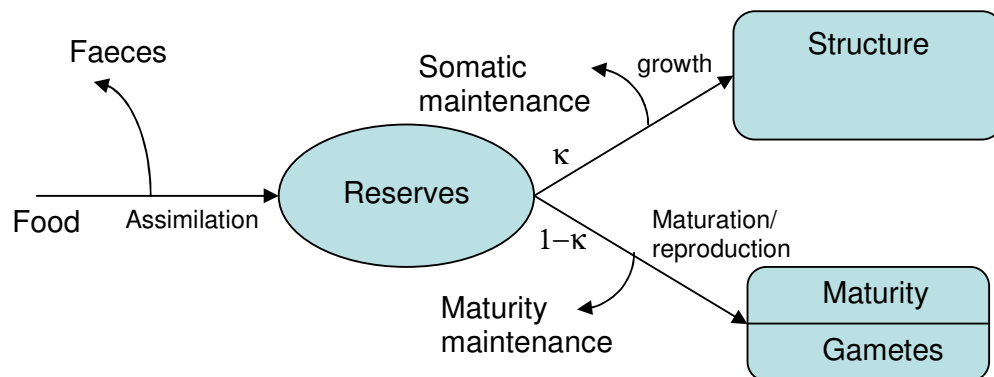 Faeces
Food
Assimilation
Reserves
Somatic
maintenance
growth
κ
Structure
1−κ
Maturation/
reproduction
Maturity
maintenance
Maturity
Gametes